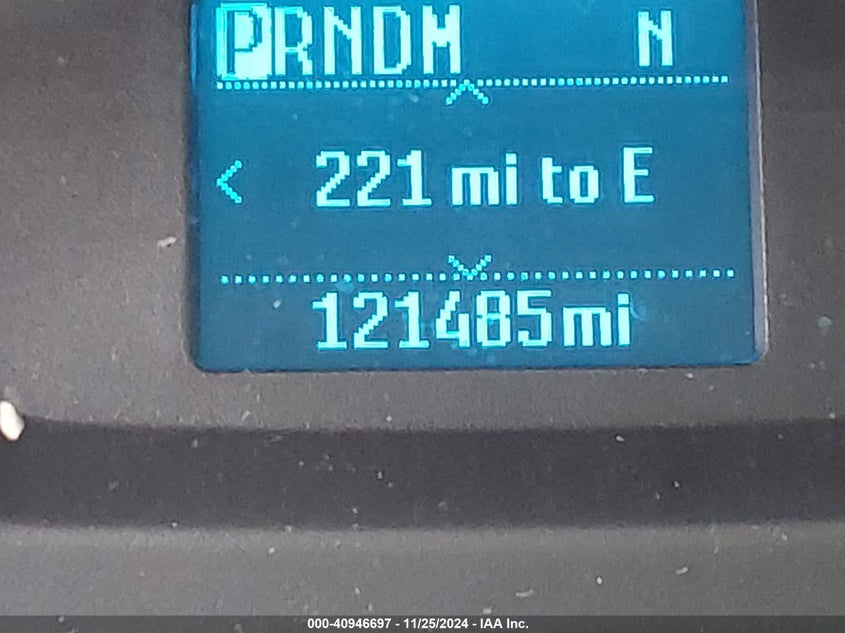 PRNDM N
< 221 mi to E
121485mi
000-40946697 - 11/25/2024 - IAA Inc.